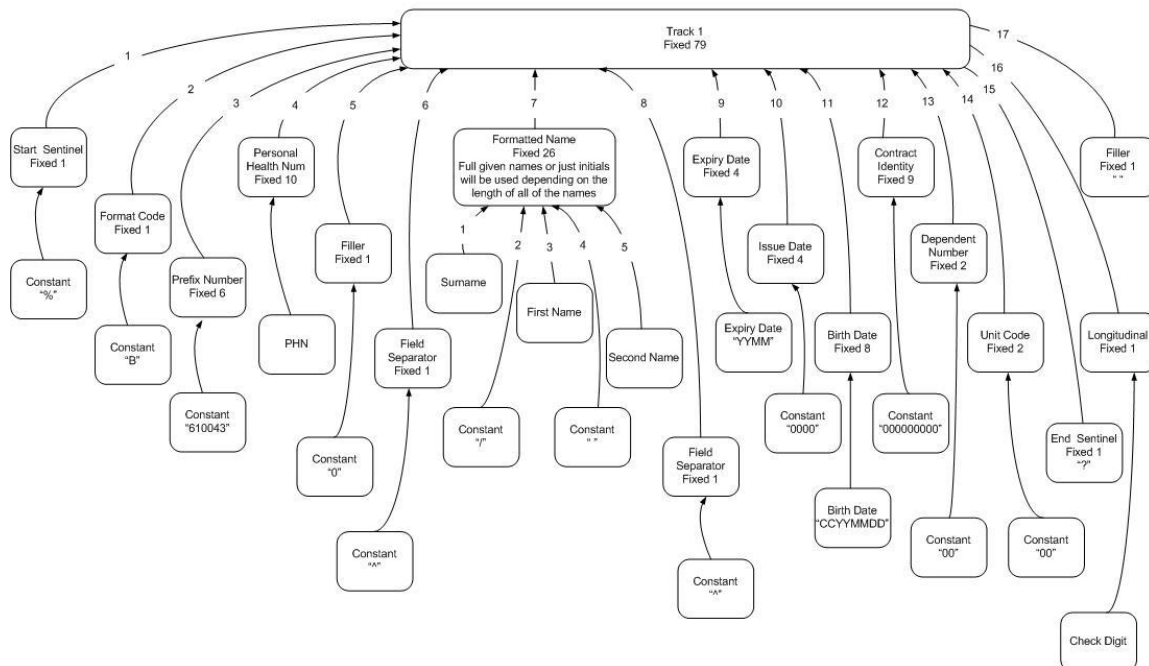 Track 1
Fixed 79
1
2
3
4
5
6
7
8
9
10
11
12
13
14
15
16
17
Start Sentinel
Fixed 1
Constant
“%”
Format Code
Fixed 1
Constant
“B”
Prefix Number
Fixed 6
Constant
“610043”
Personal
Health Num
Fixed 10
PHN
Filler
Fixed 1
Constant
“0”
Field
Separator
Fixed 1
Constant
“^”
Formatted Name
Fixed 26
Full given names or just initials
will be used depending on the
length of all of the names
1
2
3
4
5
Surname
Constant
“/”
First Name
Constant
“ ”
Second Name
Field
Separator
Fixed 1
Constant
“^”
Expiry Date
Fixed 4
Expiry Date
“YYMM”
Issue Date
Fixed 4
Constant
“0000”
Birth Date
Fixed 8
Birth Date
“CCYYMMDD”
Contract
Identity
Fixed 9
Constant
“000000000”
Dependent
Number
Fixed 2
Constant
“00”
Unit Code
Fixed 2
Constant
“00”
End Sentinel
Fixed 1
“?”
Longitudinal
Fixed 1
Check Digit
Filler
Fixed 1
“ ”